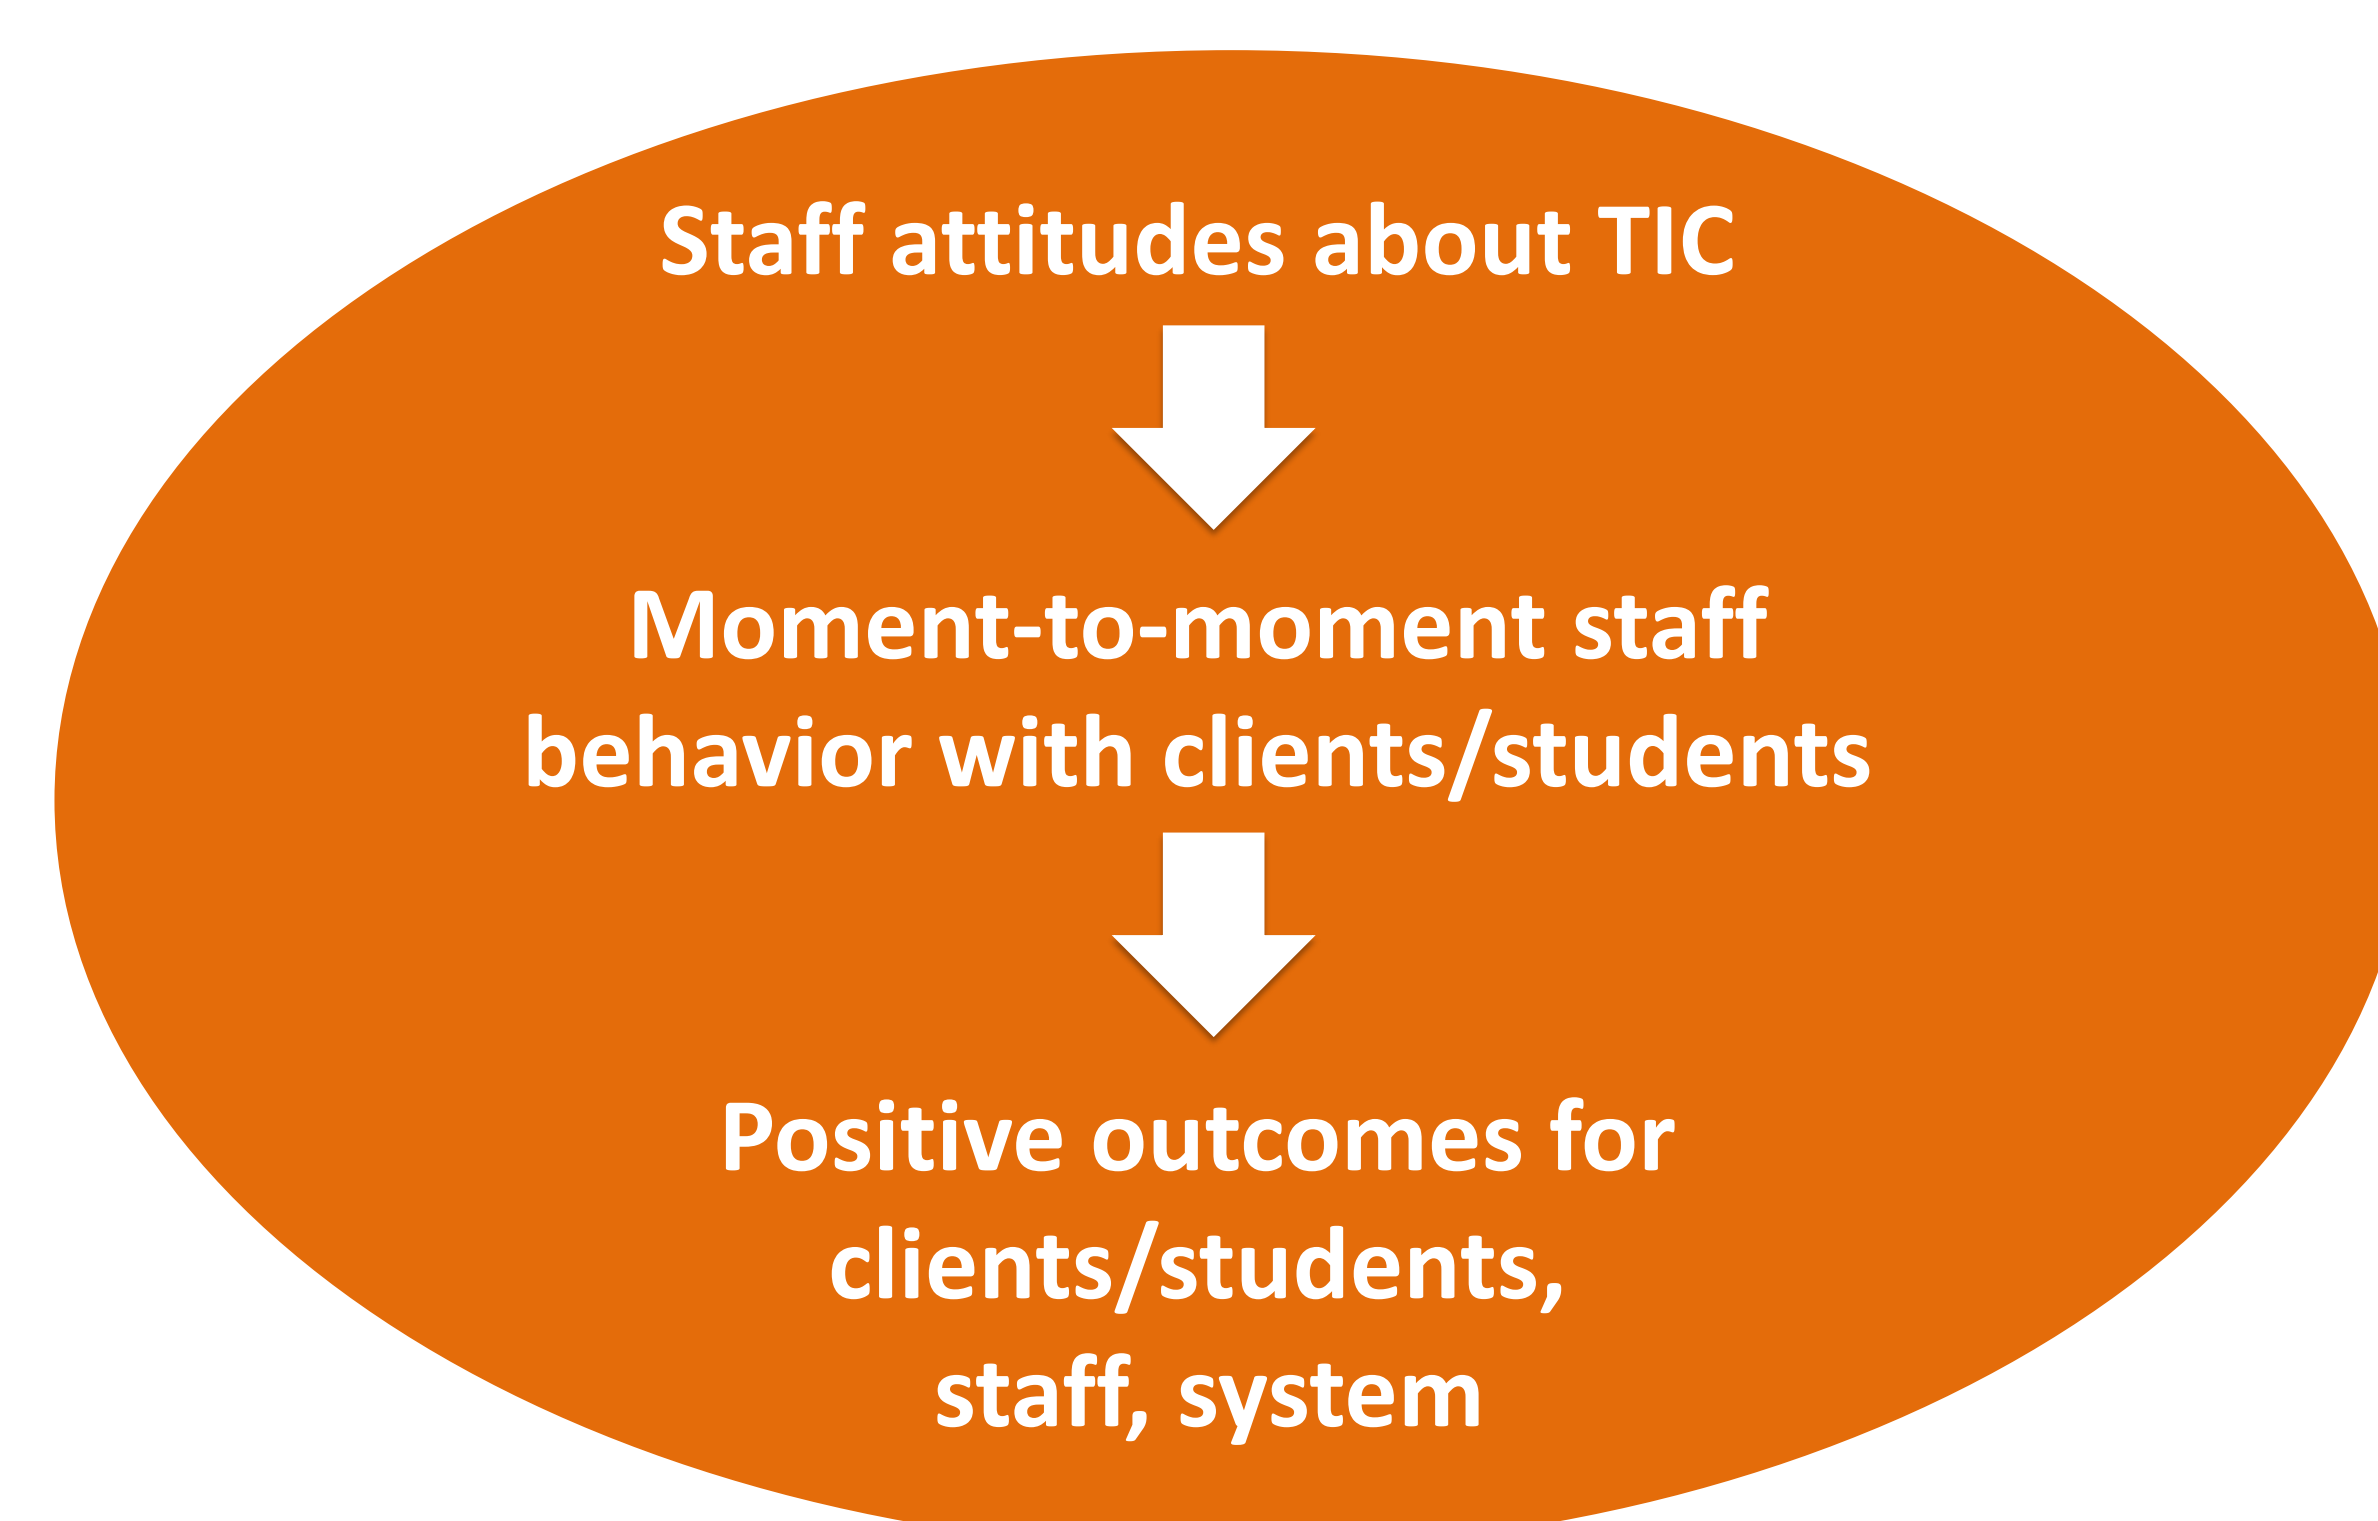 Staff attitudes about TIC
Moment-to-moment staff
behavior with clients/students
Positive outcomes for
clients/students,
staff, system